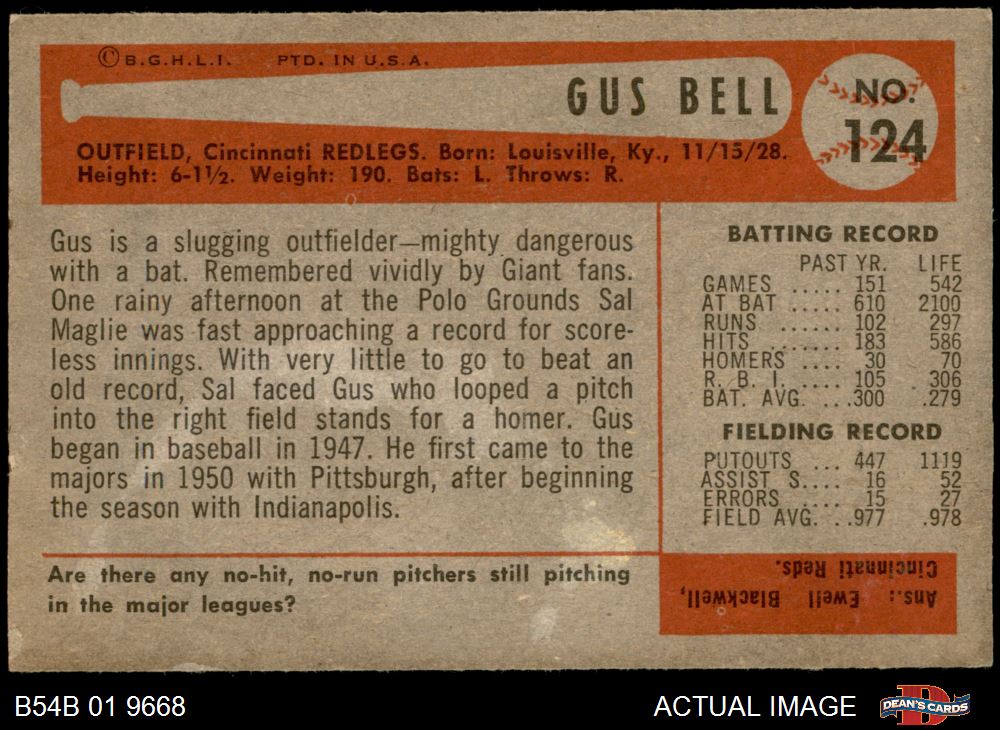 © B.G.H.L.I. PTD. IN U.S.A.
GUS BELL
NO.
124
OUTFIELD, Cincinnati REDLEGS. Born: Louisville, Ky., 11/15/28.
Height: 6-1½. Weight: 190. Bats: L. Throws: R.
Gus is a slugging outfielder—mighty dangerous
with a bat. Remembered vividly by Giant fans.
One rainy afternoon at the Polo Grounds Sal
Maglie was fast approaching a record for score-
less innings. With very little to go to beat an
old record, Sal faced Gus who looped a pitch
into the right field stands for a homer. Gus
began in baseball in 1947. He first came to the
majors in 1950 with Pittsburgh, after beginning
the season with Indianapolis.
BATTING RECORD
PAST YR. LIFE
GAMES ..... 151 542
AT BAT ..... 610 2100
RUNS ...... 102 297
HITS ....... 183 586
HOMERS .... 30 70
R. B. I. .... 105 306
BAT. AVG. ...300 .279
FIELDING RECORD
PUTOUTS ... 447 1119
ASSIST S.... 16 52
ERRORS .... 15 27
FIELD AVG. ..977 .978
Are there any no-hit, no-run pitchers still pitching
in the major leagues?
Ans.: Ewell Blackwell,
Cincinnati Reds.
B54B 01 9668
ACTUAL IMAGE
DEAN'S CARDS